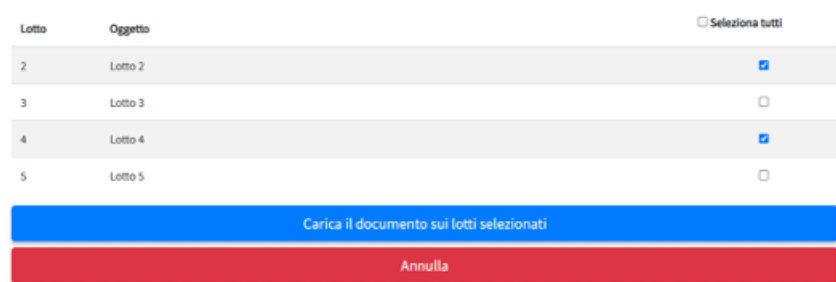 Lotto Oggetto Seleziona tutti
2 Lotto 2
3 Lotto 3
4 Lotto 4
5 Lotto 5
Carica il documento sui lotti selezionati
Annulla